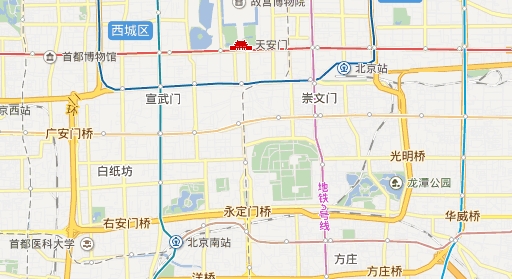 故宫博物院
西城区
天安门
首都博物馆
北京站
宣武门
崇文门
京西站
环
广安门桥
光明桥
白纸坊
龙潭公园
地铁5号线
永定门桥
右安门桥
华威桥
首都医科大学
北京南站
方庄
洋桥
方庄桥